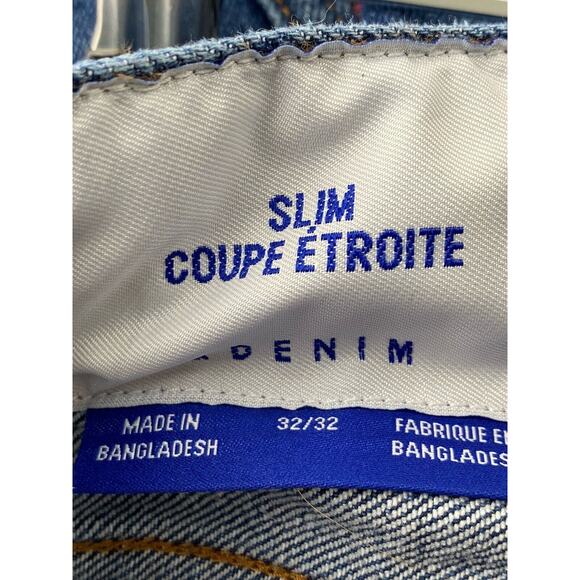 SLIM
COUPE ÉTROITE
DENIM
MADE IN
BANGLADESH
32/32
FABRIQUE